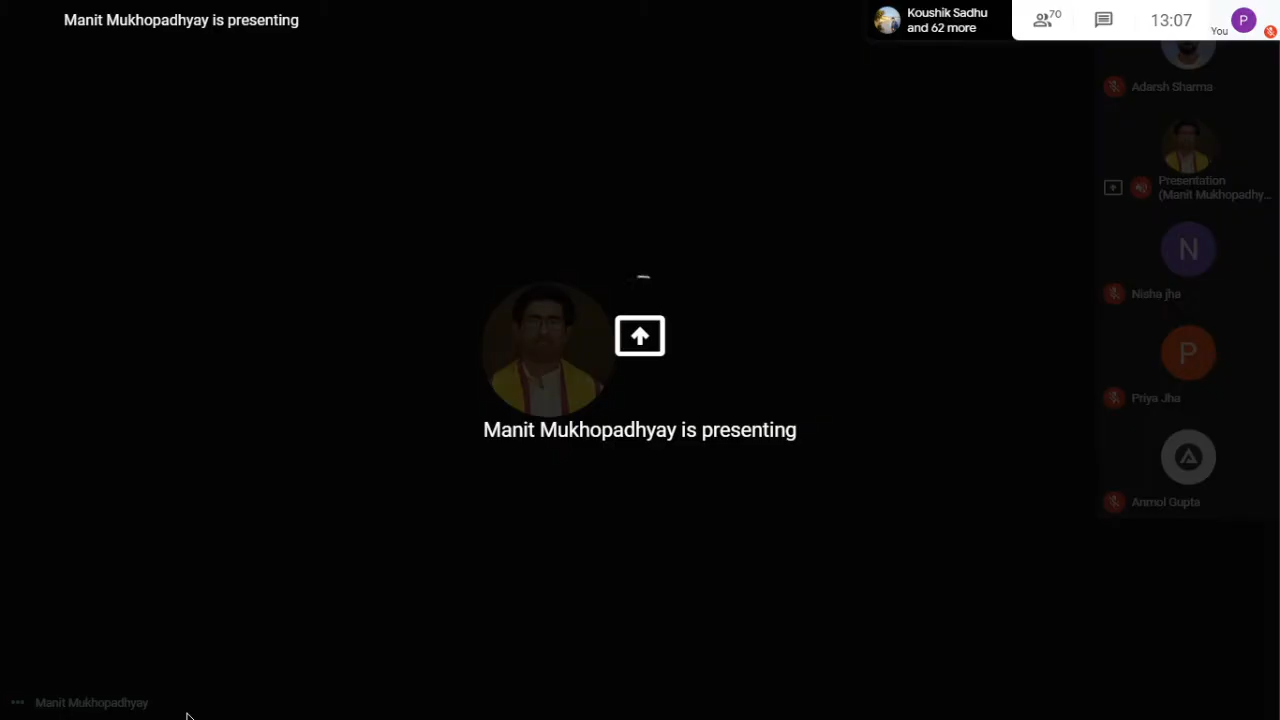 Manit Mukhopadhyay is presenting
Koushik Sadhu
and 62 more
70
13:07
You
P
Adarsh Sharma
Presentation
(Manit Mukhopadhy...
N
Nisha jha
P
Priya Jha
Anmol Gupta
Manit Mukhopadhyay is presenting
Manit Mukhopadhyay